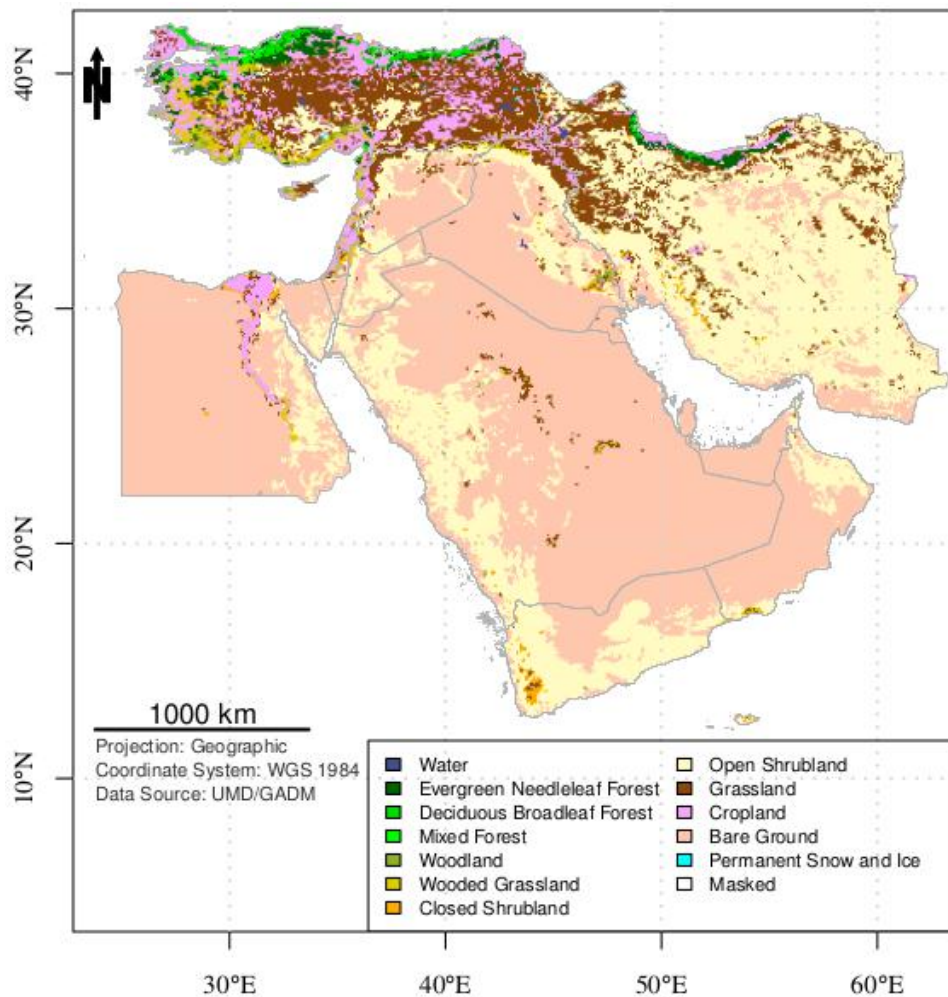 N
40°N
30°N
20°N
10°N
1000 km
Projection: Geographic
Coordinate System: WGS 1984
Data Source: UMD/GADM
Water
Evergreen Needleleaf Forest
Deciduous Broadleaf Forest
Mixed Forest
Woodland
Wooded Grassland
Closed Shrubland
Open Shrubland
Grassland
Cropland
Bare Ground
Permanent Snow and Ice
Masked
30°E
40°E
50°E
60°E